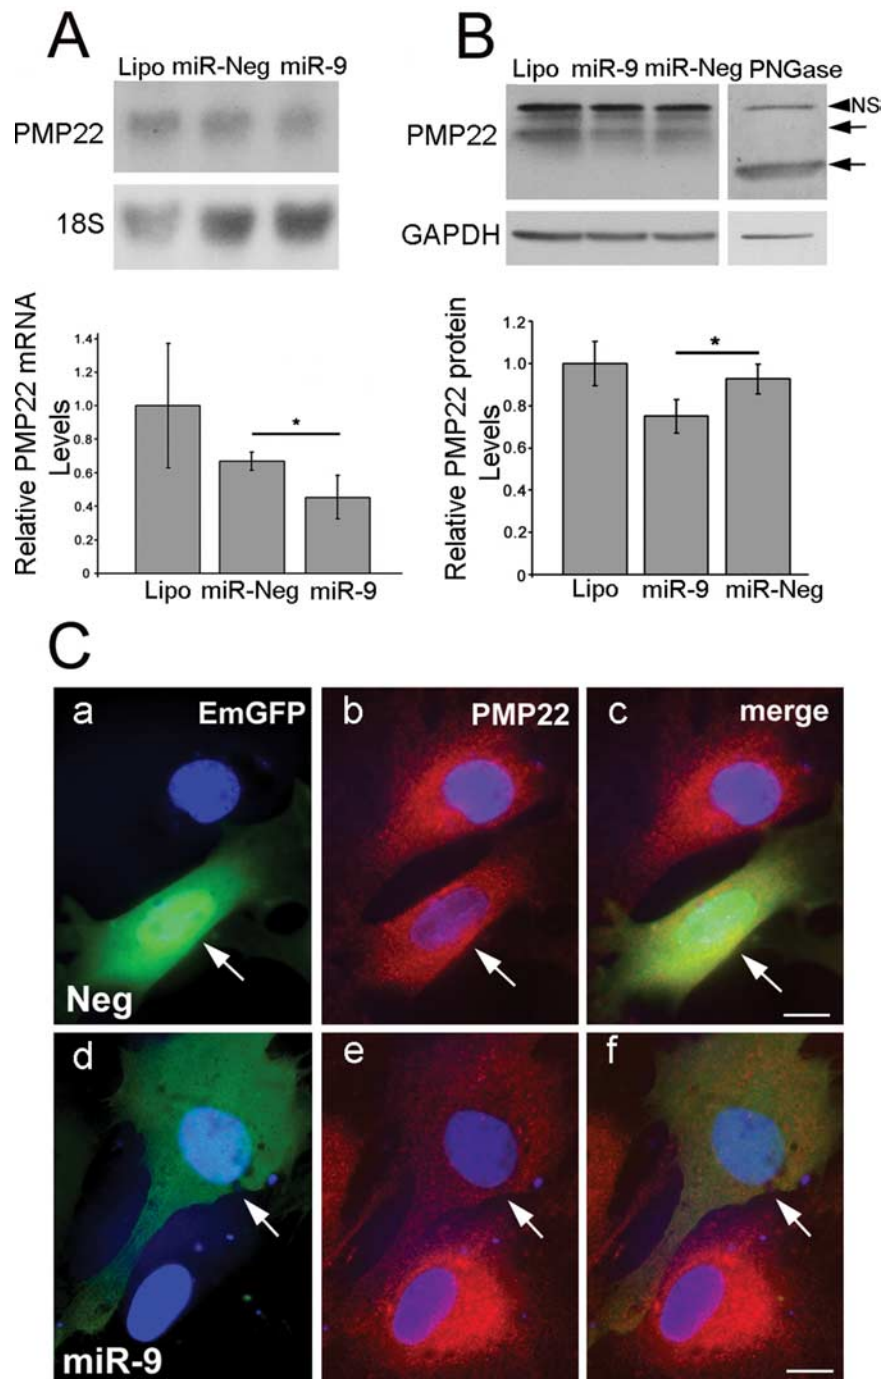 A
Lipo miR-Neg miR-9
PMP22
18S
Relative PMP22 mRNA
Levels
1.4
1.2
1.0
0.8
0.6
0.4
0.2
0
*
Lipo miR-Neg miR-9
B
Lipo miR-9 miR-Neg PNGase
PMP22
NS
GAPDH
Relative PMP22 protein
Levels
1.2
1.0
0.8
0.6
0.4
0.2
0
*
Lipo miR-9 miR-Neg
C
a EmGFP
b PMP22
c merge
Neg
d
e
f
miR-9